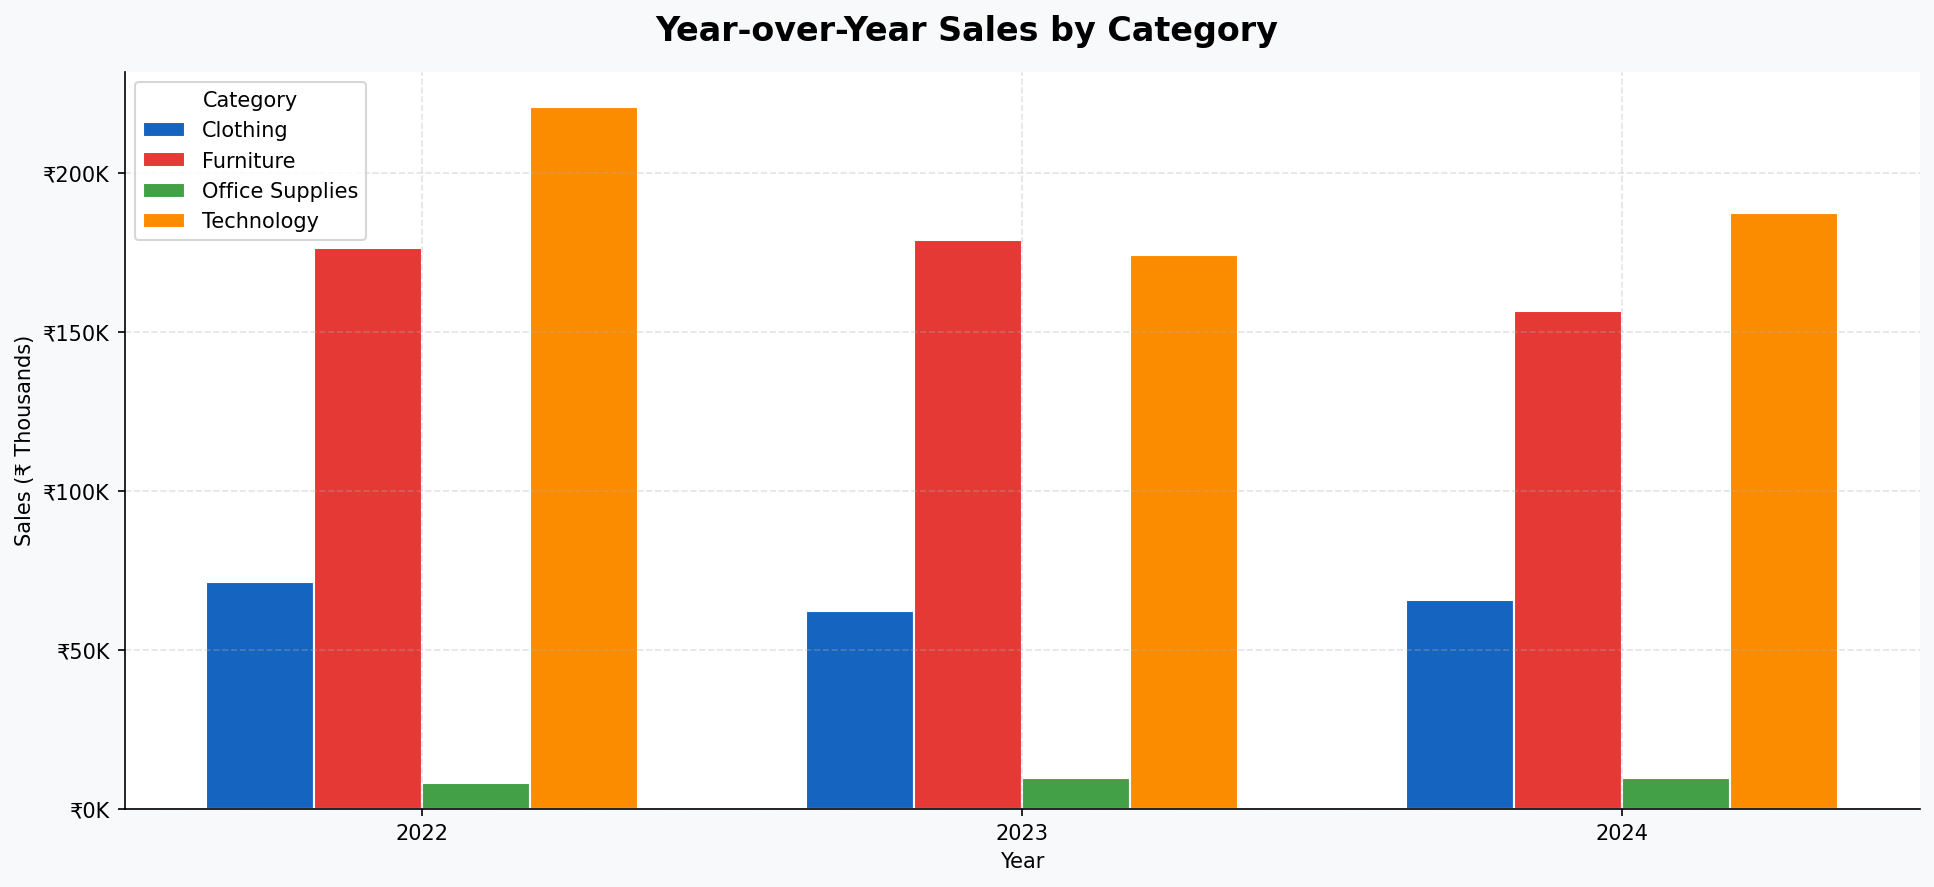 Year-over-Year Sales by Category
Category
Clothing
Furniture
Office Supplies
Technology
₹200K
₹150K
₹100K
₹50K
₹0K
Sales (₹ Thousands)
2022
2023
2024
Year